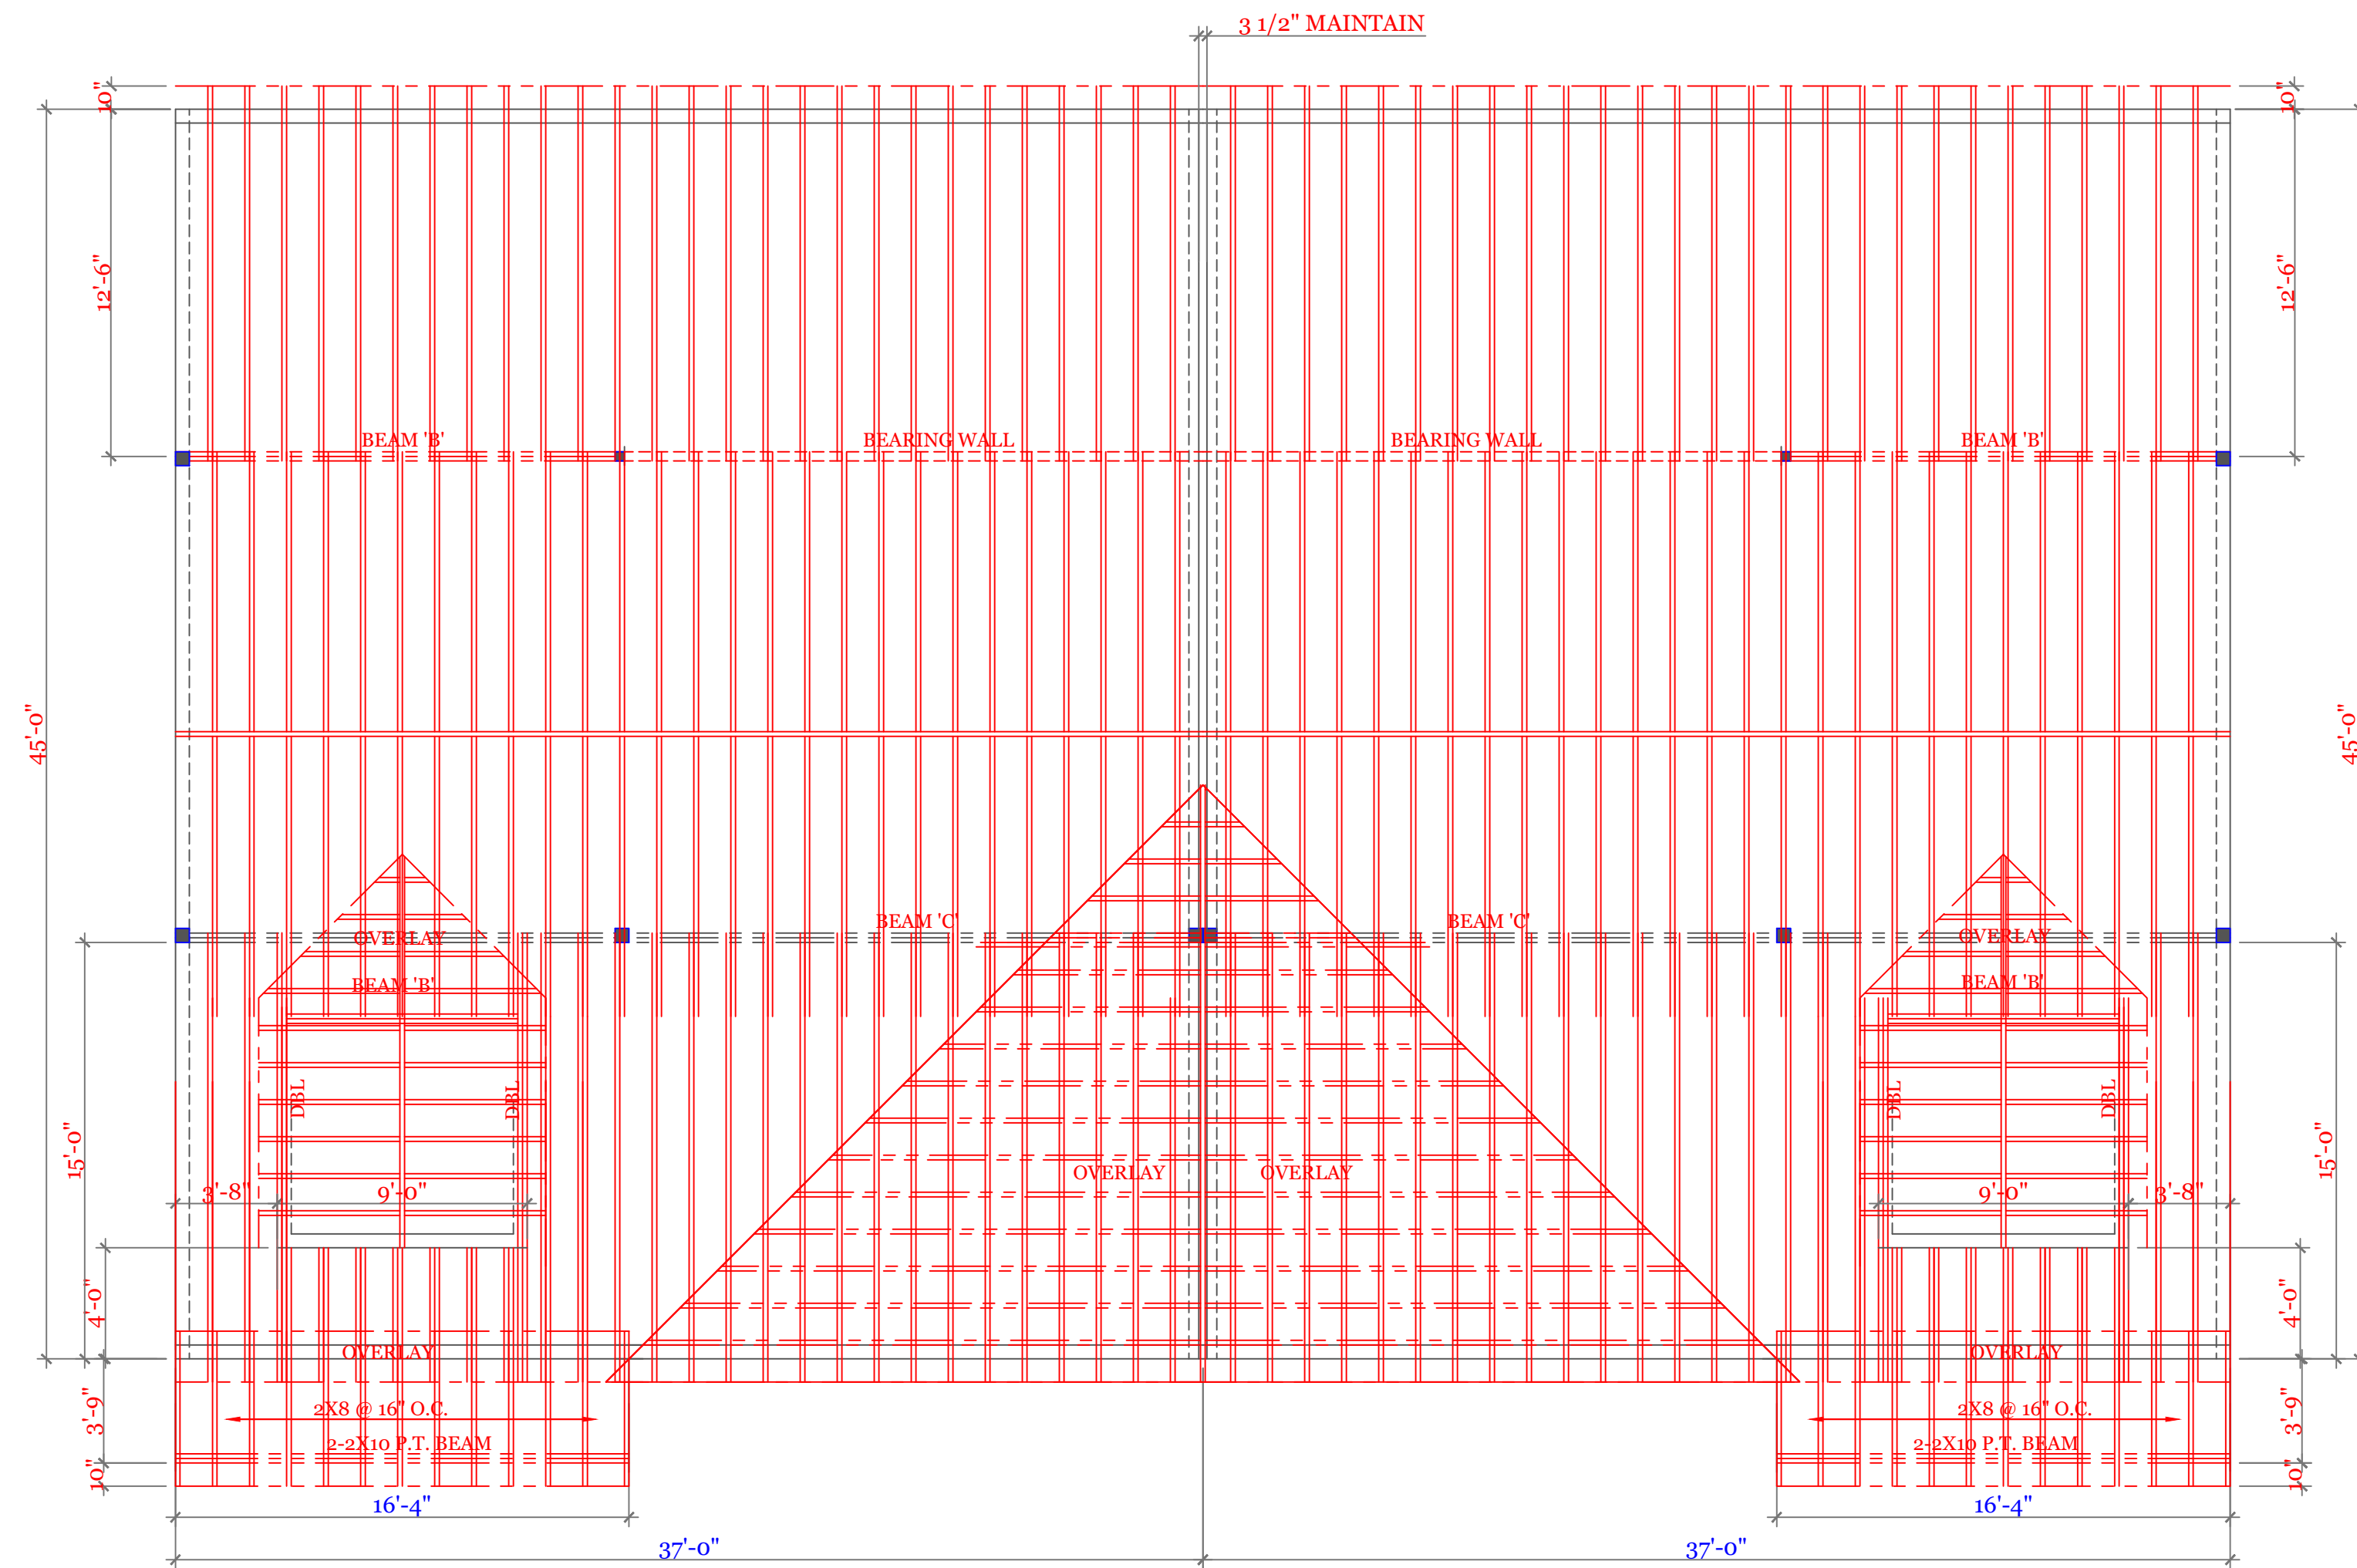 3 1/2" MAINTAIN
10"
10"
12'-6"
12'-6"
BEAM 'B'
BEARING WALL
BEARING WALL
BEAM 'B'
45'-0"
45'-0"
BEAM 'C'
BEAM 'C'
OVERLAY
OVERLAY
BEAM 'B'
BEAM 'B'
DBL
DBL
DBL
DBL
15'-0"
15'-0"
OVERLAY
OVERLAY
3'-8"
9'-0"
9'-0"
3'-8"
4'-0"
4'-0"
OVERLAY
OVERLAY
3'-9"
2X8 @ 16" O.C.
2X8 @ 16" O.C.
3'-9"
2-2X10 P.T. BEAM
2-2X10 P.T. BEAM
10"
10"
16'-4"
16'-4"
37'-0"
37'-0"